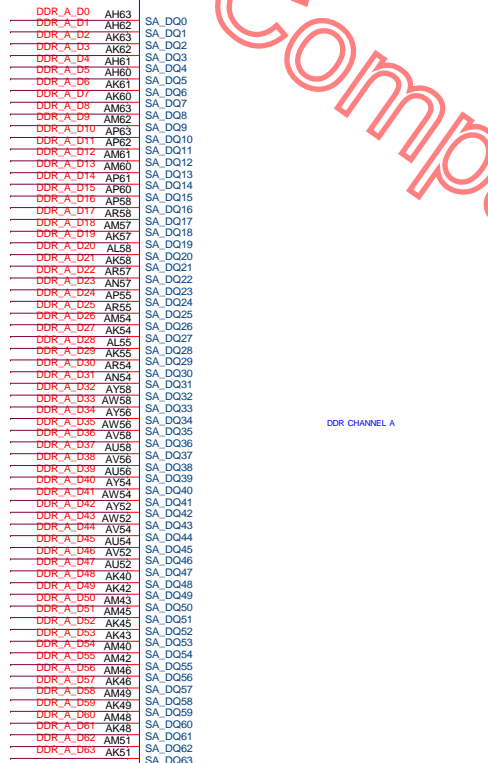 DDR_A_D0 AH63 SA_DQ0
DDR_A_D1 AH62 SA_DQ1
DDR_A_D2 AK63 SA_DQ2
DDR_A_D3 AK62 SA_DQ3
DDR_A_D4 AH61 SA_DQ4
DDR_A_D5 AH60 SA_DQ5
DDR_A_D6 AK61 SA_DQ6
DDR_A_D7 AK60 SA_DQ7
DDR_A_D8 AM63 SA_DQ8
DDR_A_D9 AM62 SA_DQ9
DDR_A_D10 AP63 SA_DQ10
DDR_A_D11 AP62 SA_DQ11
DDR_A_D12 AM61 SA_DQ12
DDR_A_D13 AM60 SA_DQ13
DDR_A_D14 AP61 SA_DQ14
DDR_A_D15 AP60 SA_DQ15
DDR_A_D16 AP58 SA_DQ16
DDR_A_D17 AR58 SA_DQ17
DDR_A_D18 AM57 SA_DQ18
DDR_A_D19 AK57 SA_DQ19
DDR_A_D20 AL58 SA_DQ20
DDR_A_D21 AK58 SA_DQ21
DDR_A_D22 AR57 SA_DQ22
DDR_A_D23 AN57 SA_DQ23
DDR_A_D24 AP55 SA_DQ24
DDR_A_D25 AR55 SA_DQ25
DDR_A_D26 AM54 SA_DQ26
DDR_A_D27 AK54 SA_DQ27
DDR_A_D28 AL55 SA_DQ28
DDR_A_D29 AK55 SA_DQ29
DDR_A_D30 AR54 SA_DQ30
DDR_A_D31 AN54 SA_DQ31
DDR_A_D32 AY58 SA_DQ32
DDR_A_D33 AW58 SA_DQ33
DDR_A_D34 AY56 SA_DQ34
DDR_A_D35 AW56 SA_DQ35
DDR_A_D36 AV58 SA_DQ36
DDR_A_D37 AU58 SA_DQ37
DDR_A_D38 AV56 SA_DQ38
DDR_A_D39 AU56 SA_DQ39
DDR_A_D40 AY54 SA_DQ40
DDR_A_D41 AW54 SA_DQ41
DDR_A_D42 AY52 SA_DQ42
DDR_A_D43 AW52 SA_DQ43
DDR_A_D44 AV54 SA_DQ44
DDR_A_D45 AU54 SA_DQ45
DDR_A_D46 AV52 SA_DQ46
DDR_A_D47 AU52 SA_DQ47
DDR_A_D48 AK40 SA_DQ48
DDR_A_D49 AK42 SA_DQ49
DDR_A_D50 AM43 SA_DQ50
DDR_A_D51 AM45 SA_DQ51
DDR_A_D52 AK45 SA_DQ52
DDR_A_D53 AK43 SA_DQ53
DDR_A_D54 AM40 SA_DQ54
DDR_A_D55 AM42 SA_DQ55
DDR_A_D56 AM46 SA_DQ56
DDR_A_D57 AK46 SA_DQ57
DDR_A_D58 AM49 SA_DQ58
DDR_A_D59 AK49 SA_DQ59
DDR_A_D60 AM48 SA_DQ60
DDR_A_D61 AK48 SA_DQ61
DDR_A_D62 AM51 SA_DQ62
DDR_A_D63 AK51 SA_DQ63
DDR CHANNEL A
Comp